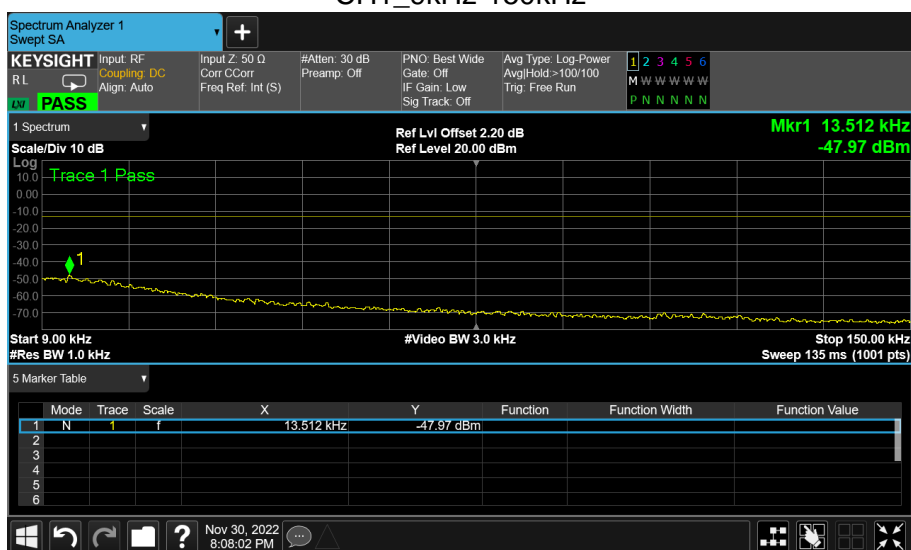 Spectrum Analyzer 1
Swept SA
+
KEYSIGHT Input: RF Input Z: 50 Ω #Atten: 30 dB PNO: Best Wide Avg Type: Log-Power 1 2 3 4 5 6
RL Coupling: DC Corr CCorr Preamp: Off Gate: Off Avg|Hold:>100/100 M W W W W W
Align: Auto Freq Ref: Int (S) IF Gain: Low Trig: Free Run
LXI PASS Sig Track: Off P N N N N N
1 Spectrum Ref Lvl Offset 2.20 dB Mkr1 13.512 kHz
Scale/Div 10 dB Ref Level 20.00 dBm -47.97 dBm
Log
Trace 1 Pass
10.0
0.00
-10.0
-20.0
-30.0
-40.0
1
-50.0
-60.0
-70.0
Start 9.00 kHz #Video BW 3.0 kHz Stop 150.00 kHz
#Res BW 1.0 kHz Sweep 135 ms (1001 pts)
5 Marker Table
Mode Trace Scale X Y Function Function Width Function Value
1 N 1 f 13.512 kHz -47.97 dBm
2
3
4
5
6
? Nov 30, 2022
8:08:02 PM